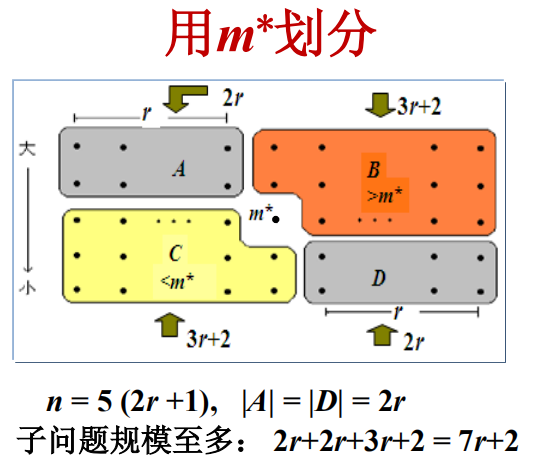 用m*划分
2r
3r+2
r
大
A
B
>m*
m*
C
<m*
D
小
r
3r+2
2r
n = 5 (2r +1), |A| = |D| = 2r
子问题规模至多： 2r+2r+3r+2 = 7r+2